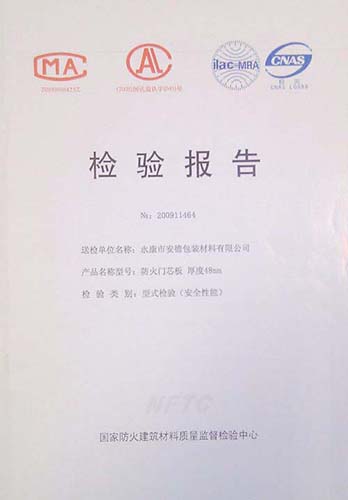 MA
AL
ilac-MRA
CNAS
检验报告
№: 200911464
送检单位名称: 永康市安德包装材料有限公司
产品名称型号: 防火门芯板 厚度48mm
检 验 类 别: 型式检验(安全性能)
NFTC
国家防火建筑材料质量监督检验中心